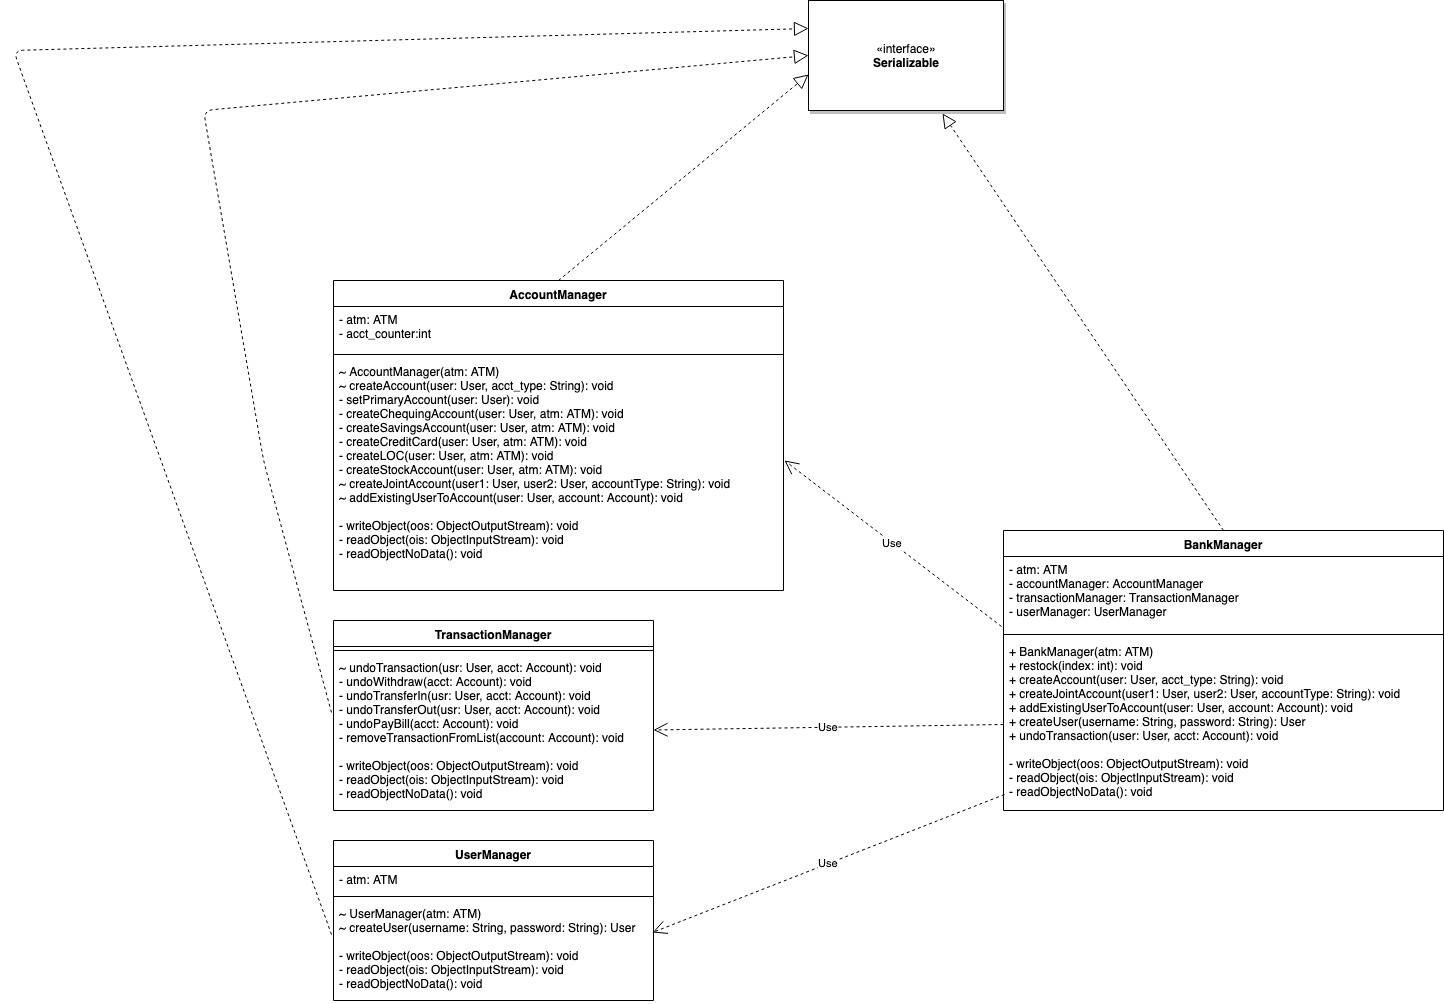 «interface»
Serializable
AccountManager
- atm: ATM
- acct_counter:int
~ AccountManager(atm: ATM)
~ createAccount(user: User, acct_type: String): void
- setPrimaryAccount(user: User): void
- createChequingAccount(user: User, atm: ATM): void
- createSavingsAccount(user: User, atm: ATM): void
- createCreditCard(user: User, atm: ATM): void
- createLOC(user: User, atm: ATM): void
- createStockAccount(user: User, atm: ATM): void
~ createJointAccount(user1: User, user2: User, accountType: String): void
~ addExistingUserToAccount(user: User, account: Account): void
- writeObject(oos: ObjectOutputStream): void
- readObject(ois: ObjectInputStream): void
- readObjectNoData(): void
Use
BankManager
- atm: ATM
- accountManager: AccountManager
- transactionManager: TransactionManager
- userManager: UserManager
+ BankManager(atm: ATM)
+ restock(index: int): void
+ createAccount(user: User, acct_type: String): void
+ createJointAccount(user1: User, user2: User, accountType: String): void
+ addExistingUserToAccount(user: User, account: Account): void
+ createUser(username: String, password: String): User
+ undoTransaction(user: User, acct: Account): void
- writeObject(oos: ObjectOutputStream): void
- readObject(ois: ObjectInputStream): void
- readObjectNoData(): void
TransactionManager
~ undoTransaction(usr: User, acct: Account): void
- undoWithdraw(acct: Account): void
- undoTransferIn(usr: User, acct: Account): void
- undoTransferOut(usr: User, acct: Account): void
- undoPayBill(acct: Account): void
- removeTransactionFromList(account: Account): void
- writeObject(oos: ObjectOutputStream): void
- readObject(ois: ObjectInputStream): void
- readObjectNoData(): void
Use
UserManager
- atm: ATM
~ UserManager(atm: ATM)
~ createUser(username: String, password: String): User
- writeObject(oos: ObjectOutputStream): void
- readObject(ois: ObjectInputStream): void
- readObjectNoData(): void
Use